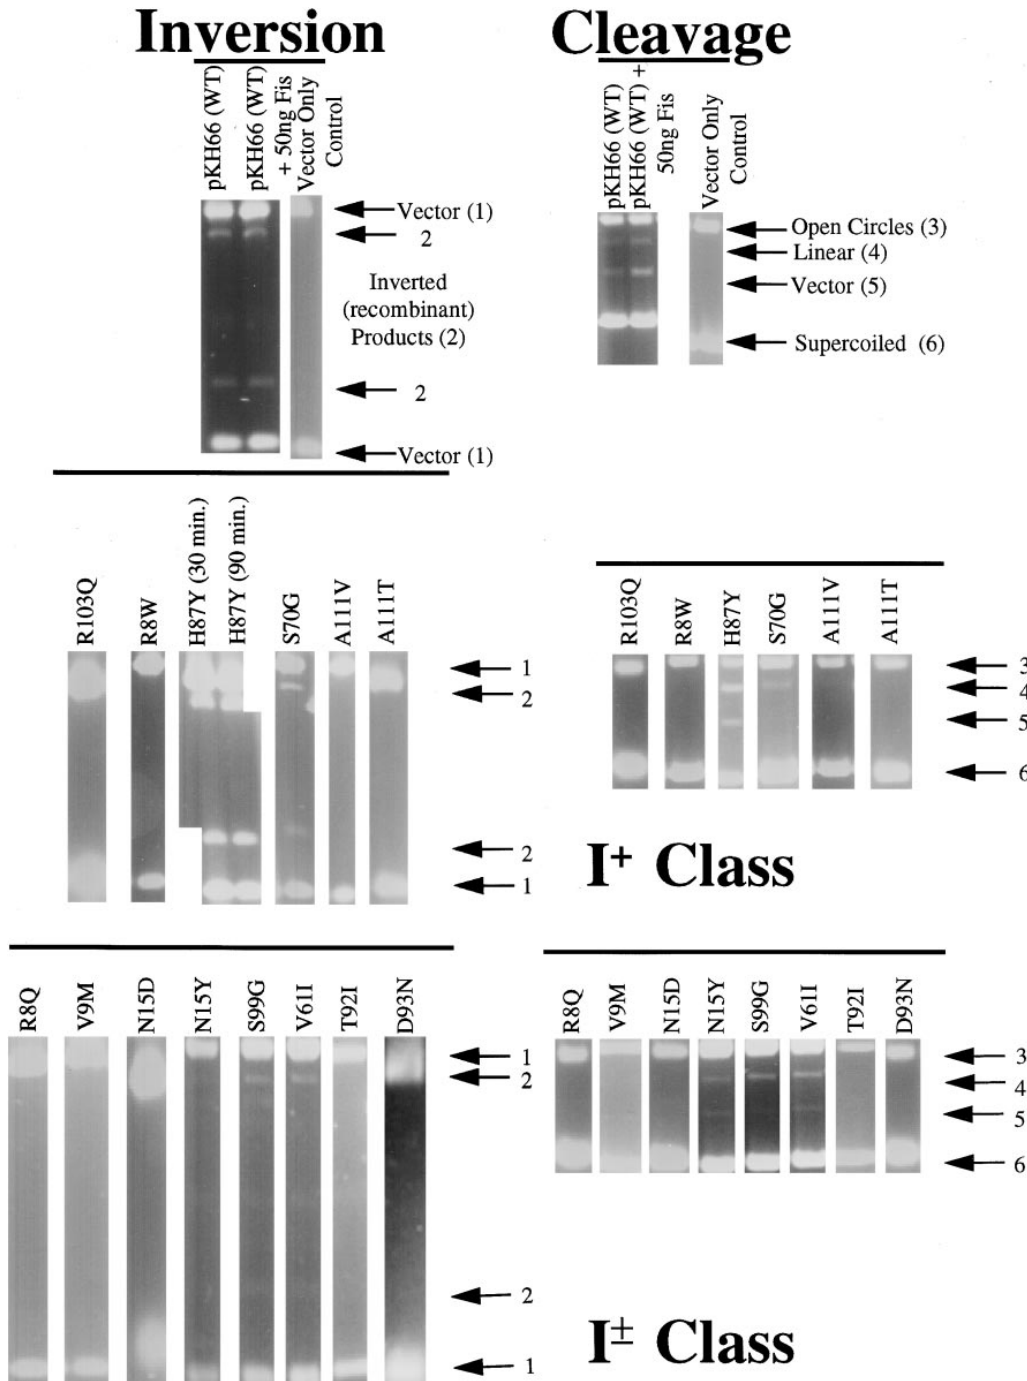 Inversion
Cleavage
pKH66 (WT)
pKH66 (WT)
+ 50ng Fis
Vector Only
Control
pKH66 (WT)
pKH66 (WT) +
50ng Fis
Vector Only
Control
Vector (1)
2
Inverted
(recombinant)
Products (2)
2
Vector (1)
Open Circles (3)
Linear (4)
Vector (5)
Supercoiled (6)
R103Q
R8W
H87Y (30 min.)
H87Y (90 min.)
S70G
A111V
A111T
1
2
2
1
R103Q
R8W
H87Y
S70G
A111V
A111T
3
4
5
6
I+ Class
R8Q
V9M
N15D
N15Y
S99G
V61I
T92I
D93N
1
2
2
1
R8Q
V9M
N15D
N15Y
S99G
V61I
T92I
D93N
3
4
5
6
I± Class